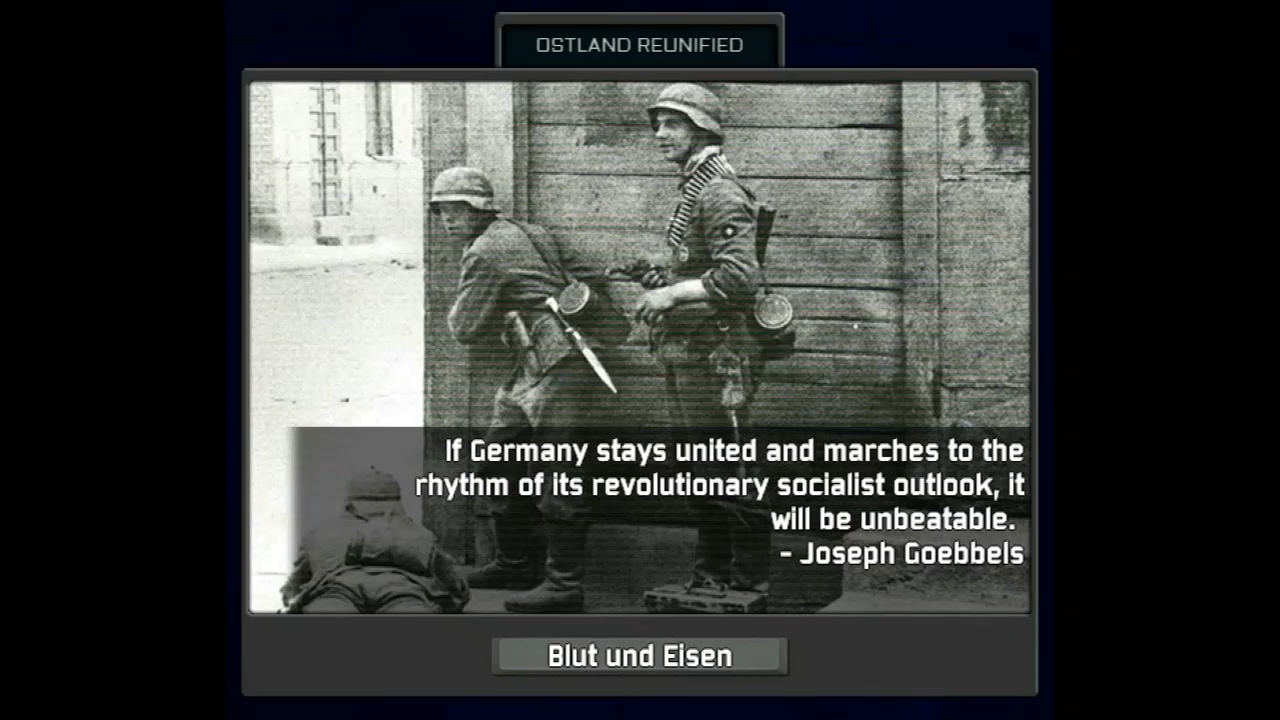 OSTLAND REUNIFIED
If Germany stays united and marches to the
rhythm of its revolutionary socialist outlook, it
will be unbeatable.
- Joseph Goebbels
Blut und Eisen